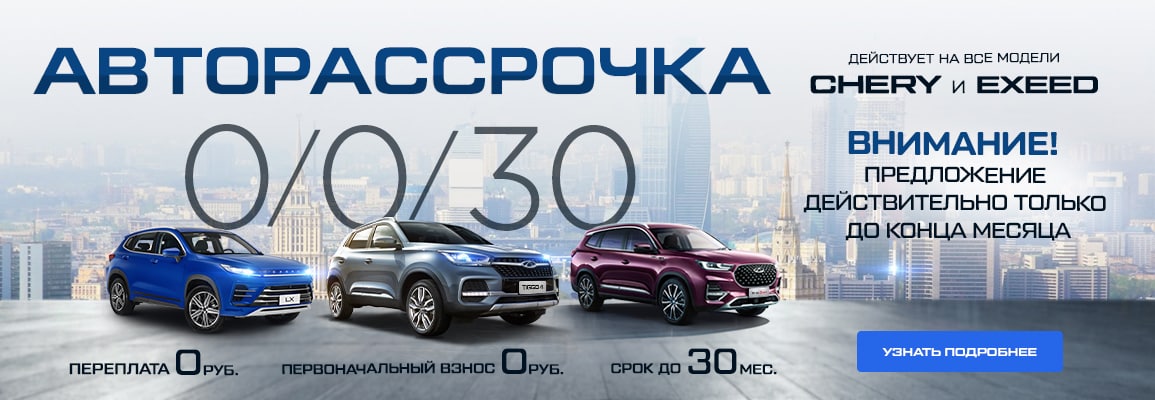 АВТОРАССРОЧКА
0/0/30
ДЕЙСТВУЕТ НА ВСЕ МОДЕЛИ
CHERY И EXEED
ВНИМАНИЕ!
ПРЕДЛОЖЕНИЕ
ДЕЙСТВИТЕЛЬНО ТОЛЬКО
ДО КОНЦА МЕСЯЦА
LX
TIGGO 4
ПЕРЕПЛАТА 0 РУБ.
ПЕРВОНАЧАЛЬНЫЙ ВЗНОС 0 РУБ.
СРОК ДО 30 МЕС.
УЗНАТЬ ПОДРОБНЕЕ